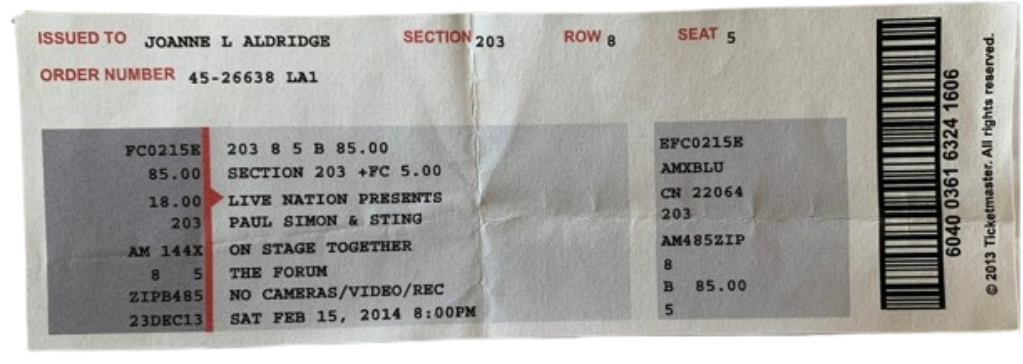 ISSUED TO JOANNE L ALDRIDGE SECTION 203 ROW 8 SEAT 5
ORDER NUMBER 45-26638 LA1
FC0215E 203 8 5 B 85.00 EFC0215E
85.00 SECTION 203 +FC 5.00 AMXBLU
18.00 LIVE NATION PRESENTS CN 22064
203 PAUL SIMON & STING 203
AM 144X ON STAGE TOGETHER AM485ZIP
8 5 THE FORUM 8
ZIPB485 NO CAMERAS/VIDEO/REC B 85.00
23DEC13 SAT FEB 15, 2014 8:00PM 5
6040 0361 6324 1606
© 2013 Ticketmaster. All rights reserved.